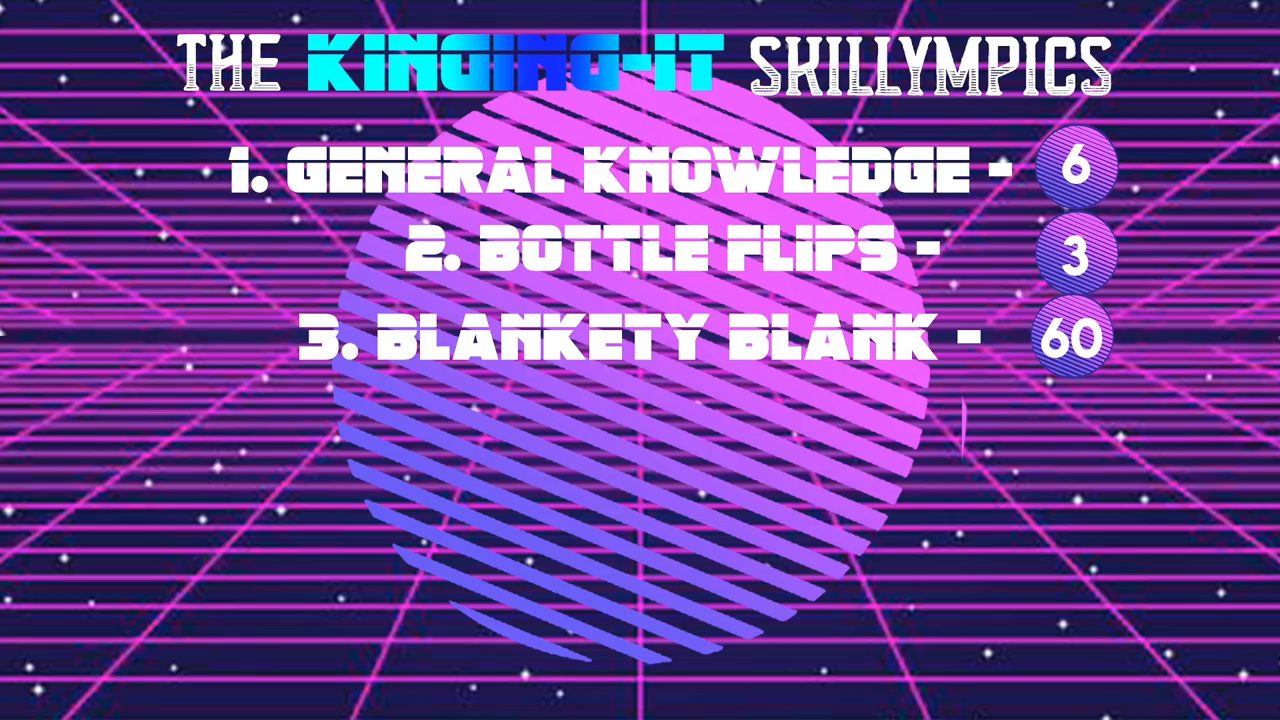 THE KINGING-IT SKILLYMPICS
1. GENERAL KNOWLEDGE - 6
2. BOTTLE FLIPS - 3
3. BLANKETY BLANK - 60